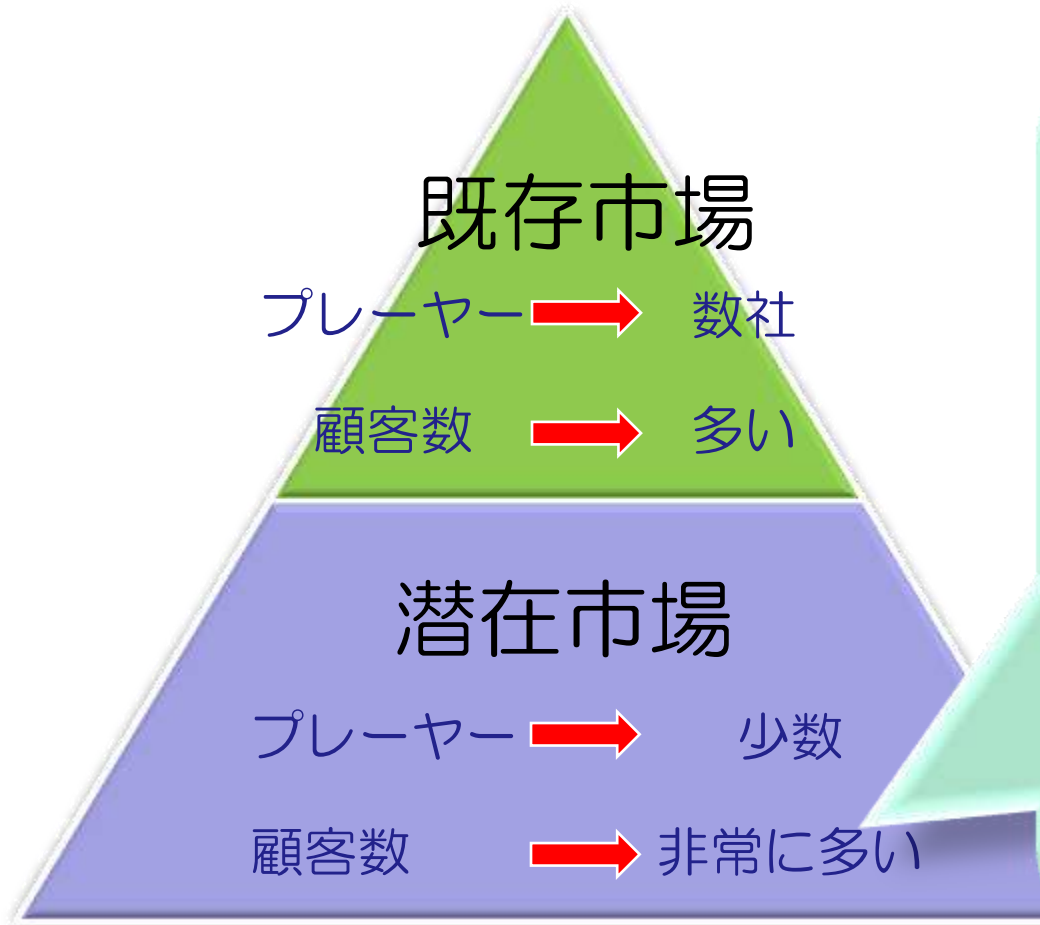 既存市場
プレーヤー 数社
顧客数 多い
潜在市場
プレーヤー 少数
顧客数 非常に多い